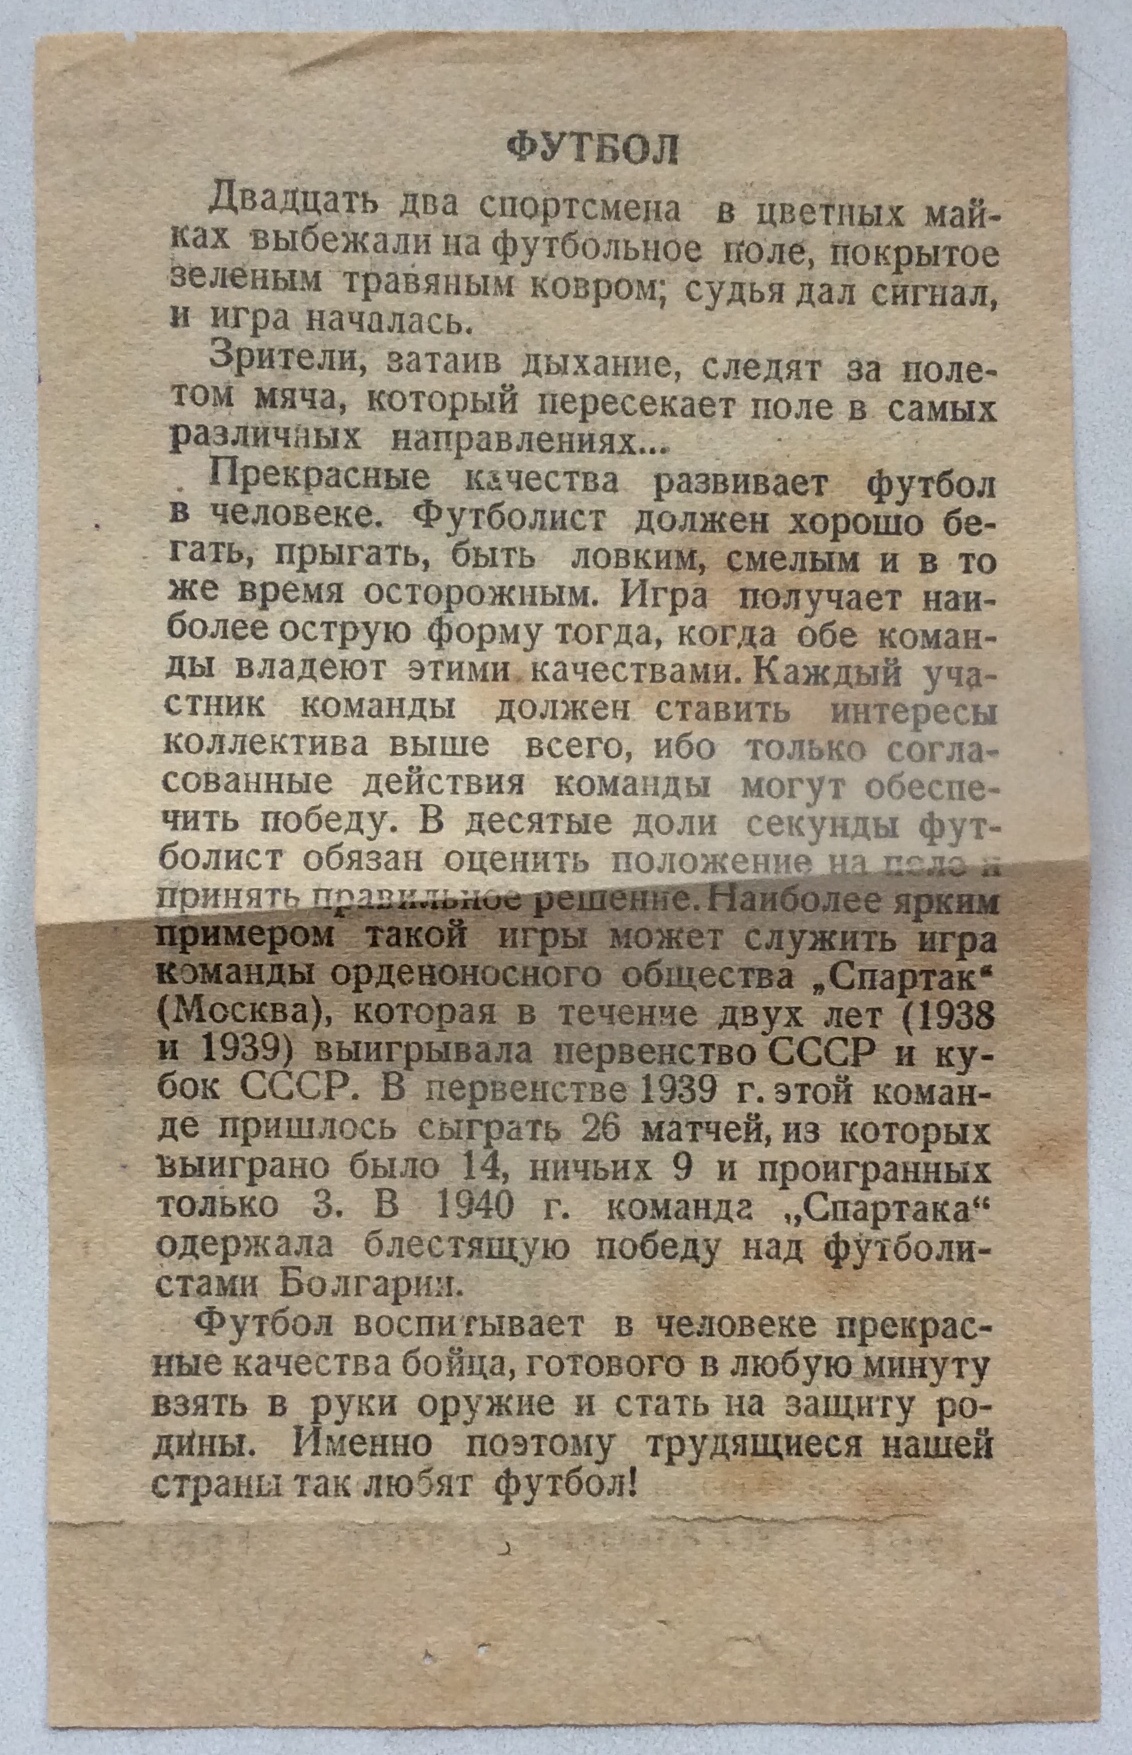 ФУТБОЛ
Двадцать два спортсмена в цветных май-
ках выбежали на футбольное поле, покрытое
зеленым травяным ковром; судья дал сигнал,
и игра началась.
Зрители, затаив дыхание, следят за поле-
том мяча, который пересекает поле в самых
различных направлениях...
Прекрасные качества развивает футбол
в человеке. Футболист должен хорошо бе-
гать, прыгать, быть ловким, смелым и в то
же время осторожным. Игра получает наи-
более острую форму тогда, когда обе коман-
ды владеют этими качествами. Каждый уча-
стник команды должен ставить интересы
коллектива выше всего, ибо только согла-
сованные действия команды могут обеспе-
чить победу. В десятые доли секунды фут-
болист обязан оценить положение на поле и
принять правильное решение. Наиболее ярким
примером такой игры может служить игра
команды орденоносного общества „Спартак“
(Москва), которая в течение двух лет (1938
и 1939) выигрывала первенство СССР и ку-
бок СССР. В первенстве 1939 г. этой коман-
де пришлось сыграть 26 матчей, из которых
выиграно было 14, ничьих 9 и проигранных
только 3. В 1940 г. команда „Спартака“
одержала блестящую победу над футболи-
стами Болгарии.
Футбол воспитывает в человеке прекрас-
ные качества бойца, готового в любую минуту
взять в руки оружие и стать на защиту ро-
дины. Именно поэтому трудящиеся нашей
страны так любят футбол!